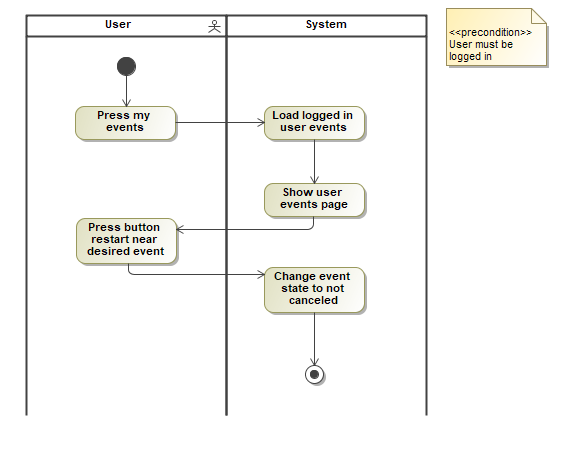 User
System
<<precondition>>
User must be
logged in
Press my
events
Load logged in
user events
Show user
events page
Press button
restart near
desired event
Change event
state to not
canceled